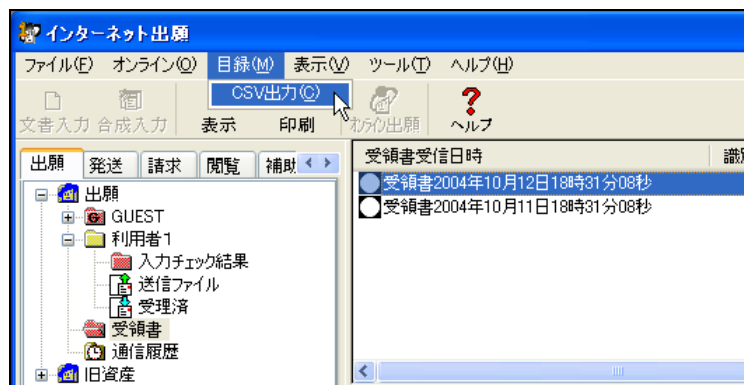 インターネット出願
ファイル(F) オンライン(O) 目録(M) 表示(V) ツール(T) ヘルプ(H)
CSV出力(C)
文書入力 合成入力 表示 印刷 オンライン出願 ヘルプ
出願 発送 請求 閲覧 補助
受領書受信日時 識別
出願
受領書2004年10月12日18時31分08秒
GUEST
受領書2004年10月11日18時31分08秒
利用者1
入力チェック結果
送信ファイル
受理済
受領書
通信履歴
旧資産